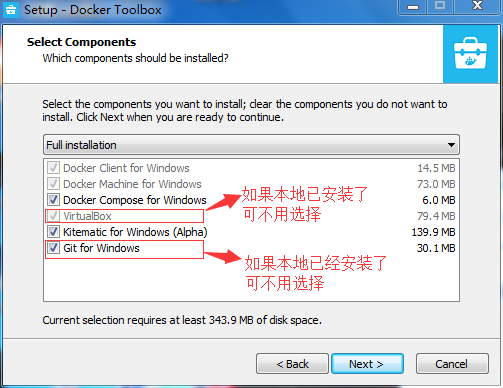 Setup - Docker Toolbox
Select Components
Which components should be installed?
Select the components you want to install; clear the components you do not want to
install. Click Next when you are ready to continue.
Full installation
Docker Client for Windows 14.5 MB
Docker Machine for Windows 73.0 MB
Docker Compose for Windows 6.0 MB
VirtualBox 79.4 MB
Kitematic for Windows (Alpha) 139.9 MB
Git for Windows 30.1 MB
如果本地已安装了
可不用选择
如果本地已经安装了
可不用选择
Current selection requires at least 343.9 MB of disk space.
< Back
Next >
Cancel